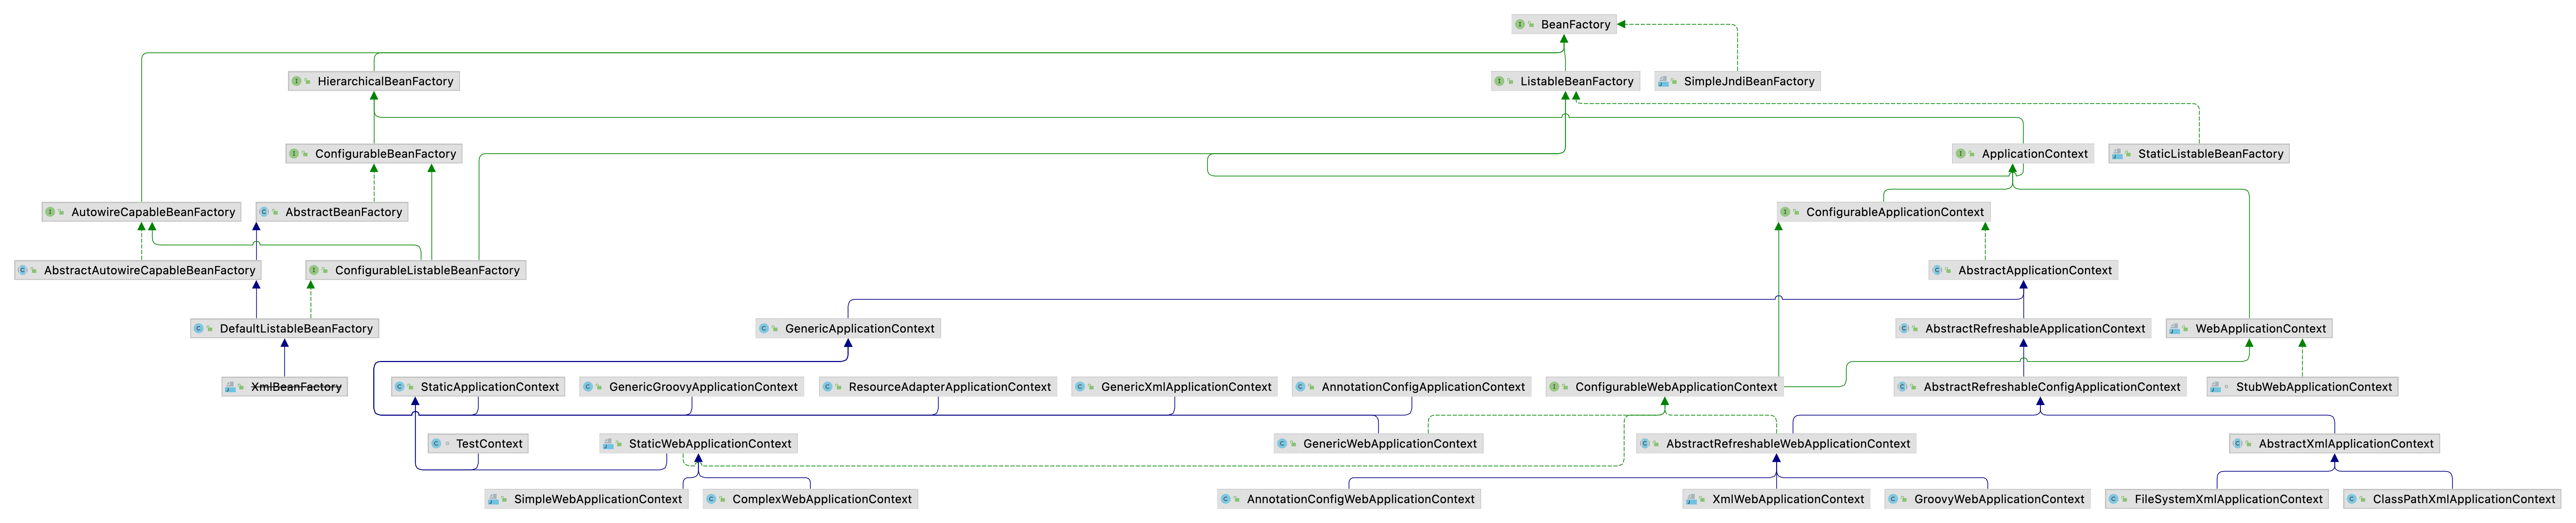 BeanFactory
HierarchicalBeanFactory
ListableBeanFactory
SimpleJndiBeanFactory
ConfigurableBeanFactory
ApplicationContext
StaticListableBeanFactory
AutowireCapableBeanFactory
AbstractBeanFactory
ConfigurableApplicationContext
AbstractAutowireCapableBeanFactory
ConfigurableListableBeanFactory
AbstractApplicationContext
DefaultListableBeanFactory
GenericApplicationContext
AbstractRefreshableApplicationContext
WebApplicationContext
XmlBeanFactory
StaticApplicationContext
GenericGroovyApplicationContext
ResourceAdapterApplicationContext
GenericXmlApplicationContext
AnnotationConfigApplicationContext
ConfigurableWebApplicationContext
AbstractRefreshableConfigApplicationContext
StubWebApplicationContext
TestContext
StaticWebApplicationContext
GenericWebApplicationContext
AbstractRefreshableWebApplicationContext
AbstractXmlApplicationContext
SimpleWebApplicationContext
ComplexWebApplicationContext
AnnotationConfigWebApplicationContext
XmlWebApplicationContext
GroovyWebApplicationContext
FileSystemXmlApplicationContext
ClassPathXmlApplicationContext